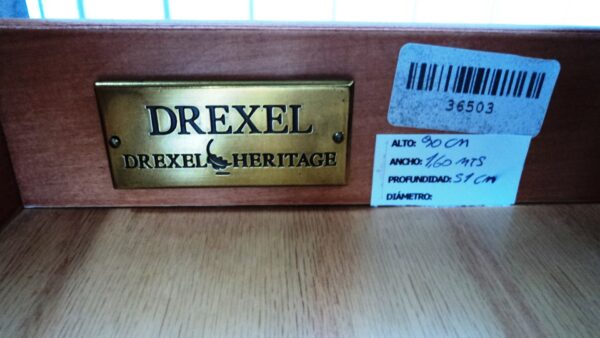 DREXEL
DREXEL HERITAGE
36503
ALTO: 90 CM
ANCHO: 1,60 MTS
PROFUNDIDAD: 51 CM
DIÁMETRO: